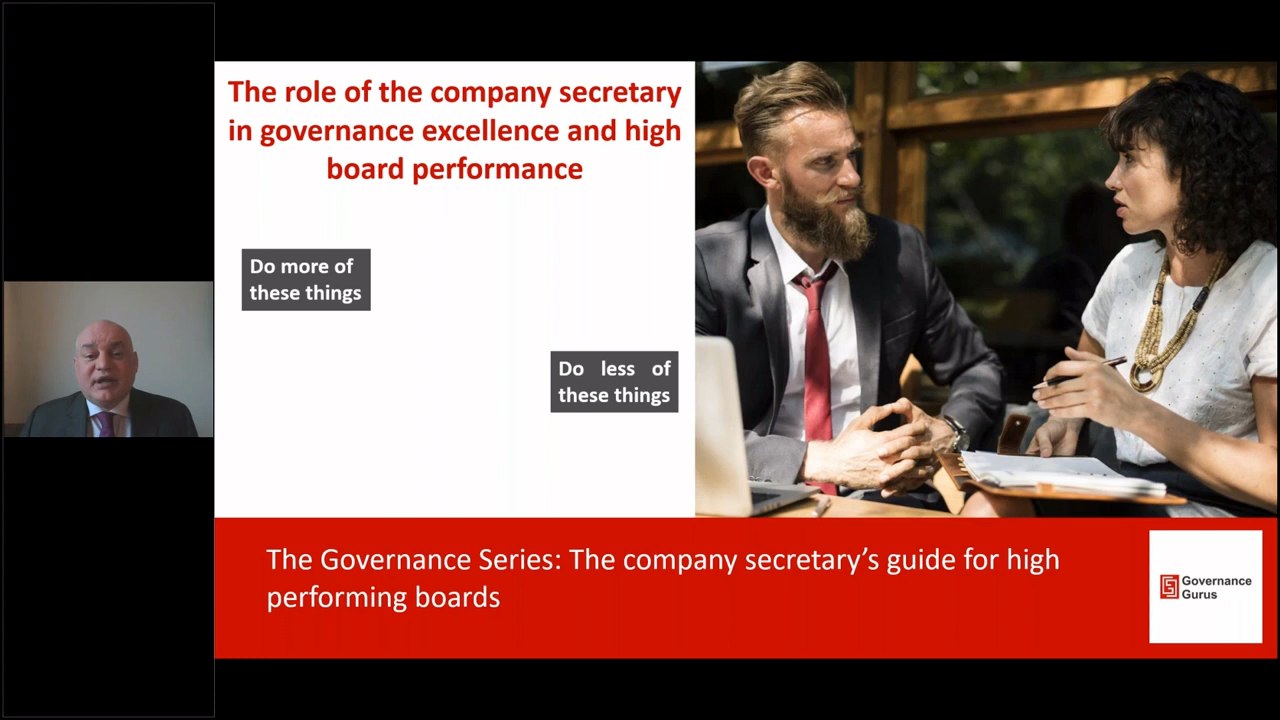 The role of the company secretary
in governance excellence and high
board performance
Do more of
these things
Do less of
these things
The Governance Series: The company secretary’s guide for high
performing boards
Governance
Gurus